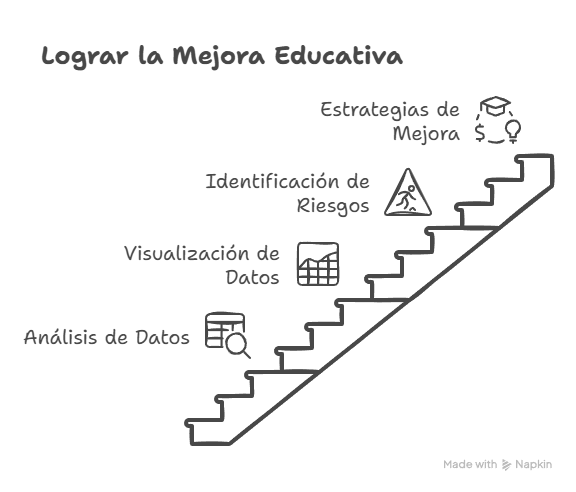 Lograr la Mejora Educativa
Estrategias de
Mejora
$
Identificación de
Riesgos
Visualización de
Datos
Análisis de Datos
Made with Napkin